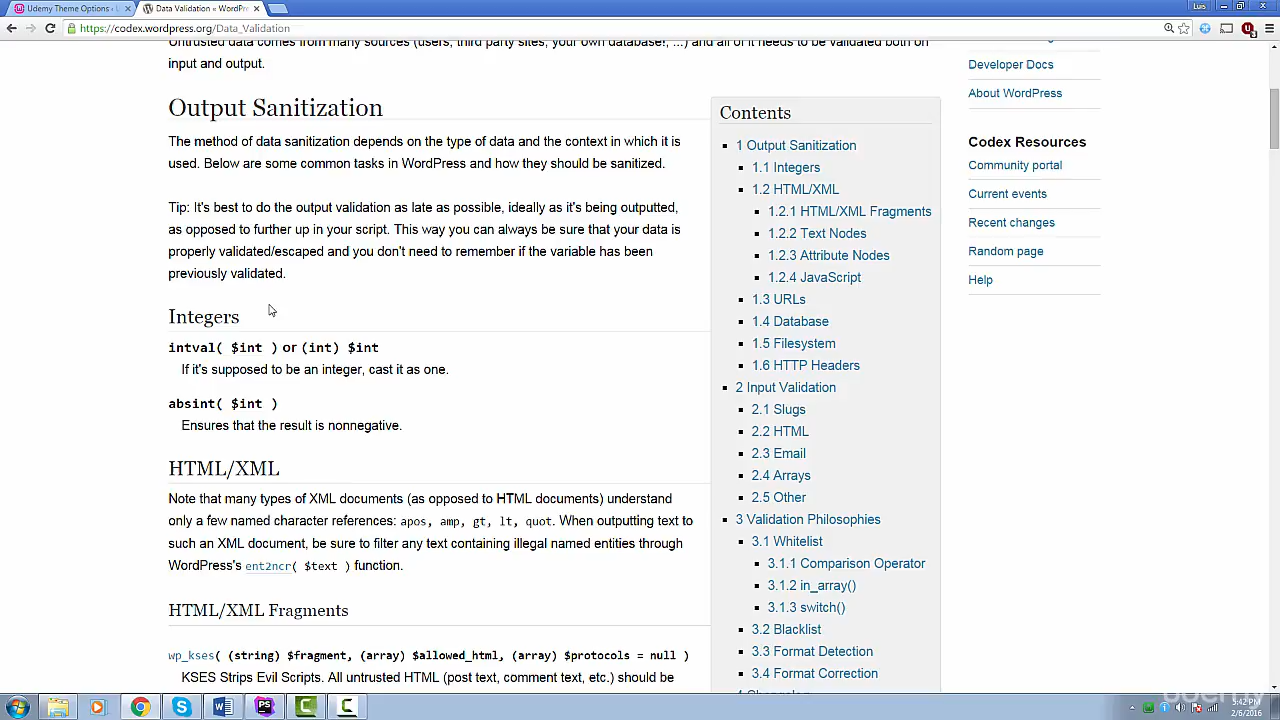 Udemy Theme Options ‹ L
Data Validation « WordPr
Luis
https://codex.wordpress.org/Data_Validation
Untrusted data comes from many sources (users, third party sites, your own database!, ...) and all of it needs to be validated both on
input and output.
Output Sanitization
The method of data sanitization depends on the type of data and the context in which it is
used. Below are some common tasks in WordPress and how they should be sanitized.
Tip: It's best to do the output validation as late as possible, ideally as it's being outputted,
as opposed to further up in your script. This way you can always be sure that your data is
properly validated/escaped and you don't need to remember if the variable has been
previously validated.
Integers
intval( $int ) or (int) $int
If it's supposed to be an integer, cast it as one.
absint( $int )
Ensures that the result is nonnegative.
HTML/XML
Note that many types of XML documents (as opposed to HTML documents) understand
only a few named character references: apos, amp, gt, lt, quot. When outputting text to
such an XML document, be sure to filter any text containing illegal named entities through
WordPress's ent2ncr( $text ) function.
HTML/XML Fragments
wp_kses( (string) $fragment, (array) $allowed_html, (array) $protocols = null )
KSES Strips Evil Scripts. All untrusted HTML (post text, comment text, etc.) should be
Contents
1 Output Sanitization
1.1 Integers
1.2 HTML/XML
1.2.1 HTML/XML Fragments
1.2.2 Text Nodes
1.2.3 Attribute Nodes
1.2.4 JavaScript
1.3 URLs
1.4 Database
1.5 Filesystem
1.6 HTTP Headers
2 Input Validation
2.1 Slugs
2.2 HTML
2.3 Email
2.4 Arrays
2.5 Other
3 Validation Philosophies
3.1 Whitelist
3.1.1 Comparison Operator
3.1.2 in_array()
3.1.3 switch()
3.2 Blacklist
3.3 Format Detection
3.4 Format Correction
4 Changelog
Developer Docs
About WordPress
Codex Resources
Community portal
Current events
Recent changes
Random page
Help
udemy
5:42 PM
2/6/2016